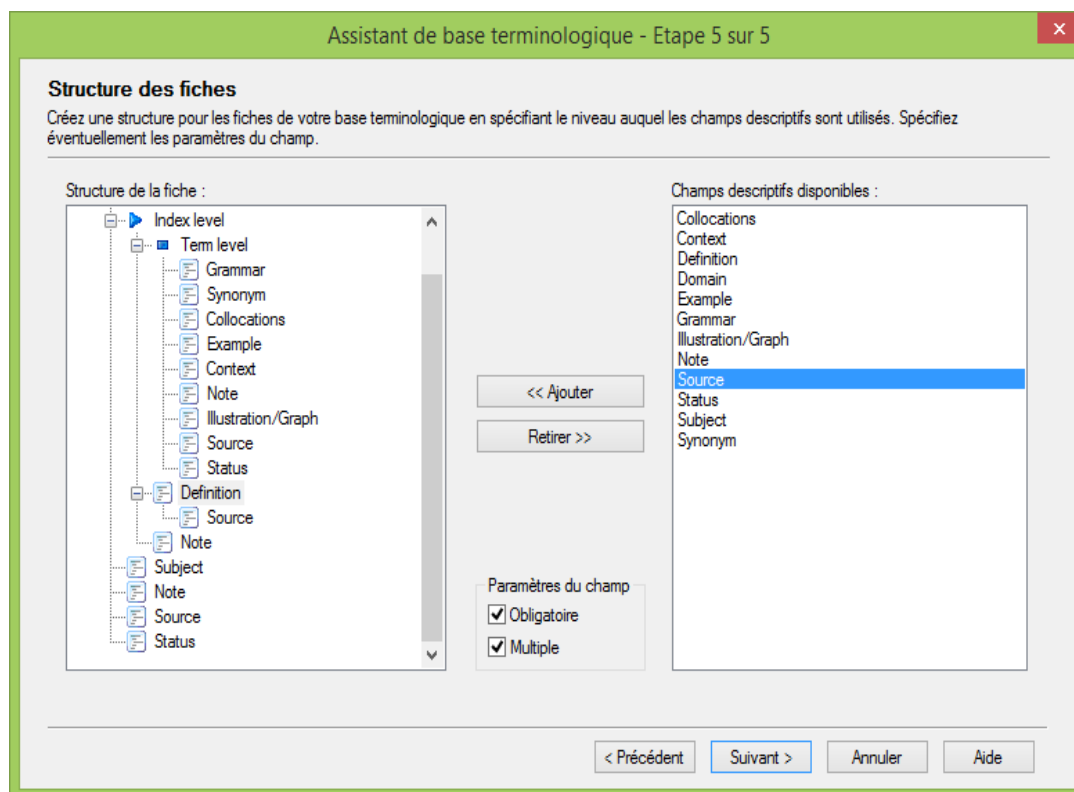 Assistant de base terminologique - Etape 5 sur 5
x
Structure des fiches
Créez une structure pour les fiches de votre base terminologique en spécifiant le niveau auquel les champs descriptifs sont utilisés. Spécifiez
éventuellement les paramètres du champ.
Structure de la fiche :
Index level
Term level
Grammar
Synonym
Collocations
Example
Context
Note
Illustration/Graph
Source
Status
Definition
Source
Note
Subject
Note
Source
Status
<< Ajouter
Retirer >>
Paramètres du champ
Obligatoire
Multiple
Champs descriptifs disponibles :
Collocations
Context
Definition
Domain
Example
Grammar
Illustration/Graph
Note
Source
Status
Subject
Synonym
< Précédent
Suivant >
Annuler
Aide